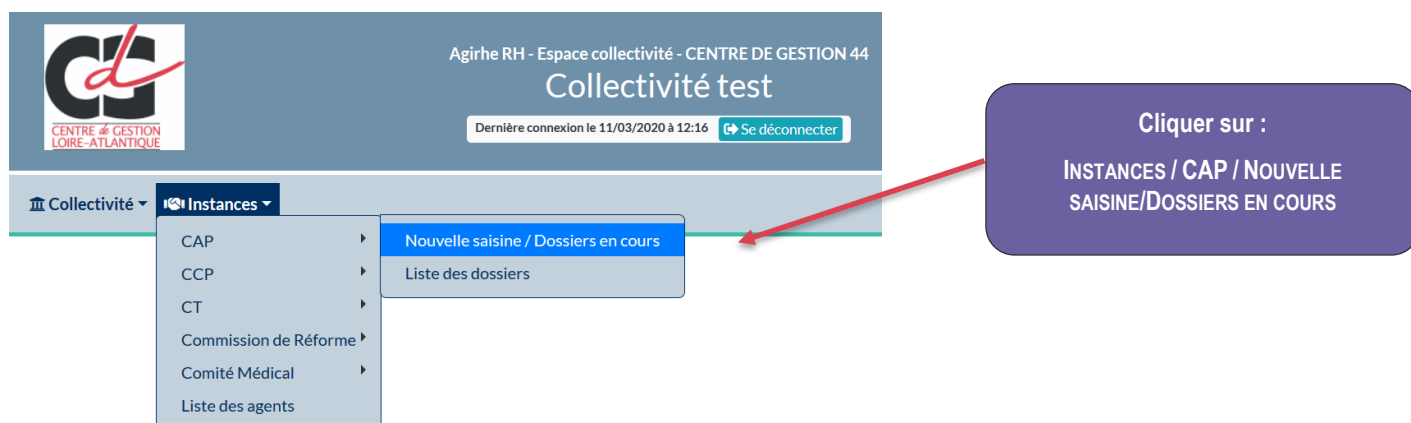 CENTRE de GESTION
LOIRE-ATLANTIQUE
Agirhe RH - Espace collectivité - CENTRE DE GESTION 44
Collectivité test
Dernière connexion le 11/03/2020 à 12:16 Se déconnecter
Collectivité Instances
CAP
CCP
CT
Commission de Réforme
Comité Médical
Liste des agents
Nouvelle saisine / Dossiers en cours
Liste des dossiers
Cliquer sur :
INSTANCES / CAP / NOUVELLE
SAISINE/DOSSIERS EN COURS